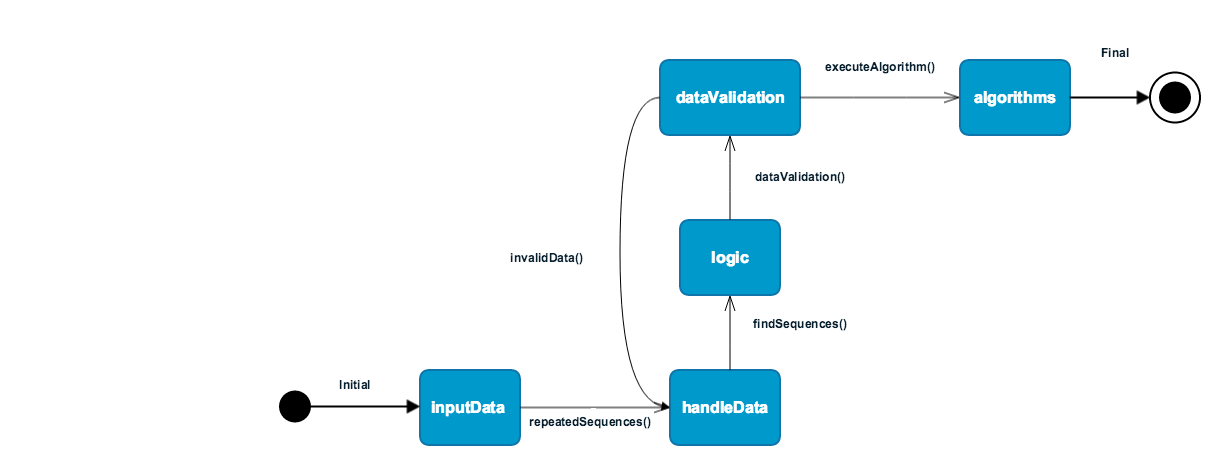 Final
executeAlgorithm()
dataValidation
algorithms
dataValidation()
invalidData()
logic
findSequences()
Initial
inputData
handleData
repeatedSequences()